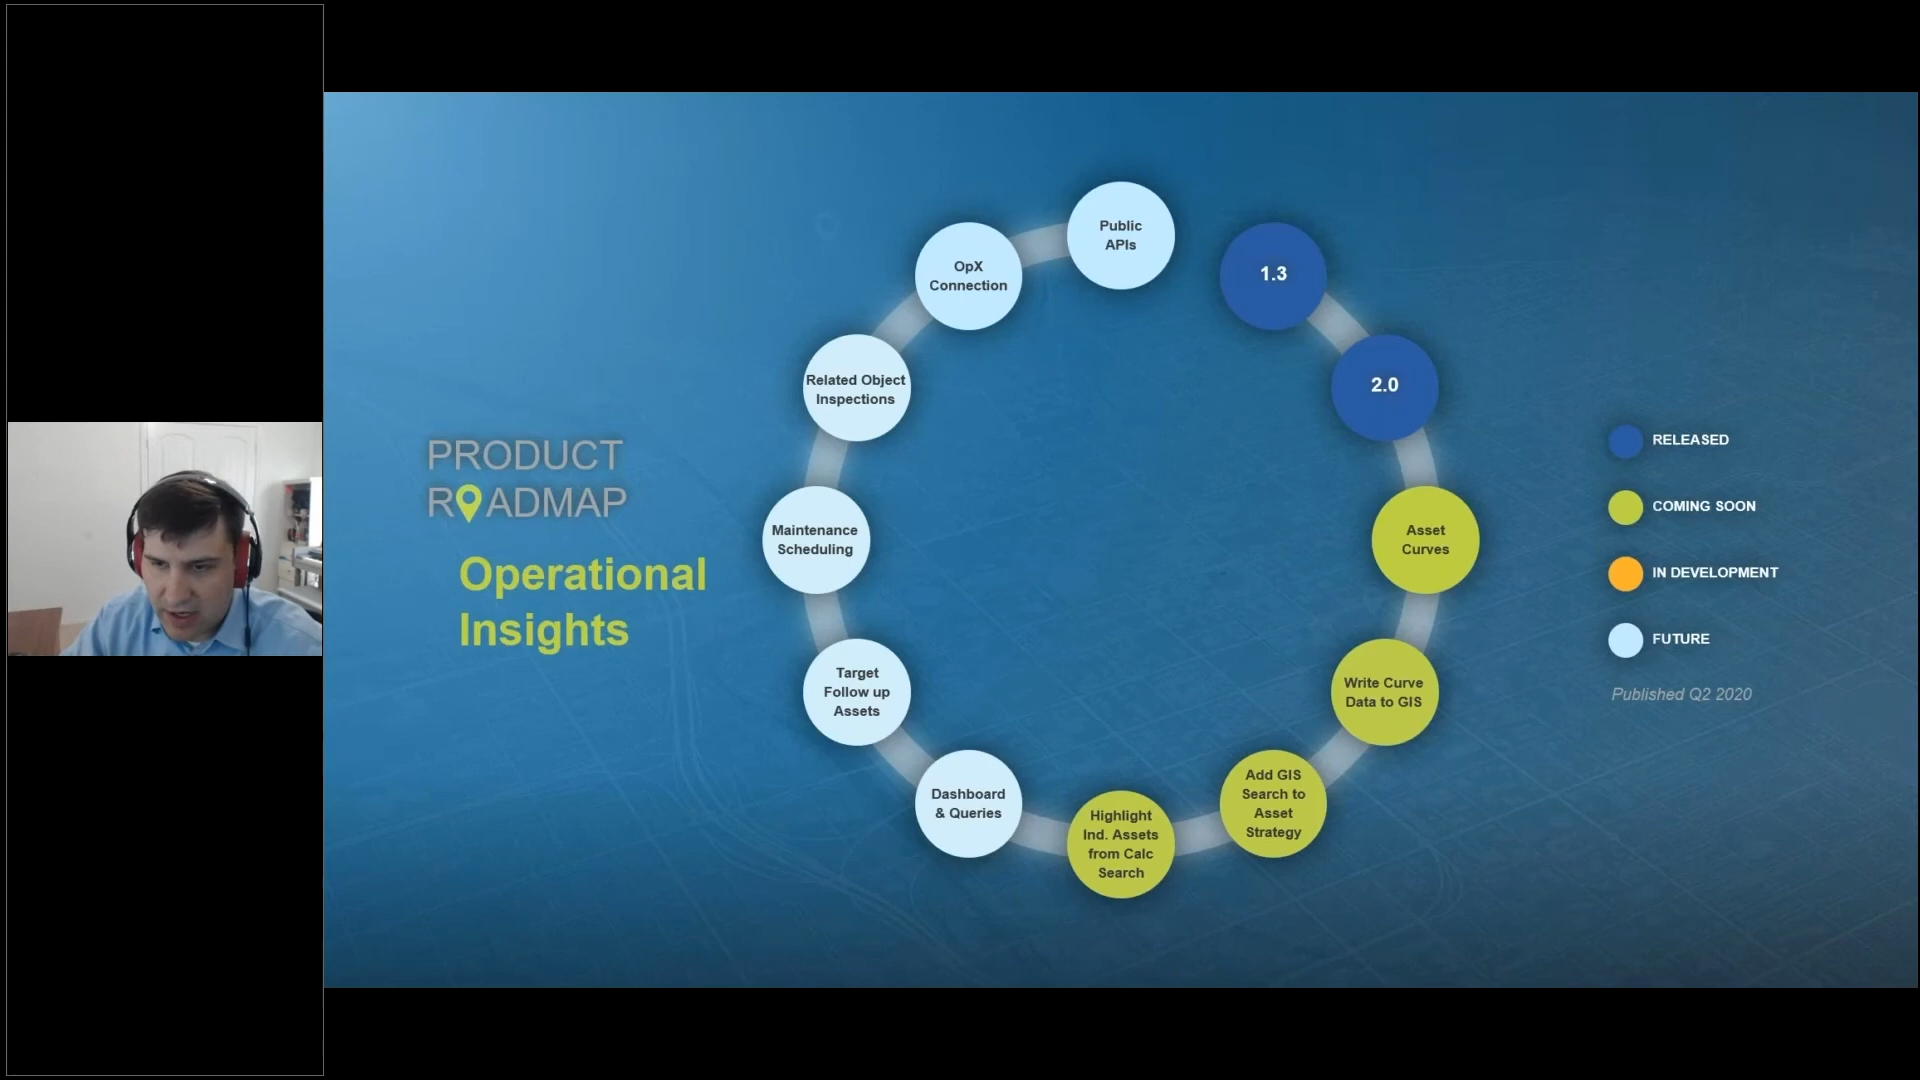 PRODUCT
ROADMAP
Operational
Insights
Public
APIs
1.3
2.0
Asset
Curves
Write Curve
Data to GIS
Add GIS
Search to
Asset
Strategy
Highlight
Ind. Assets
from Calc
Search
Dashboard
& Queries
Target
Follow up
Assets
Maintenance
Scheduling
Related Object
Inspections
OpX
Connection
RELEASED
COMING SOON
IN DEVELOPMENT
FUTURE
Published Q2 2020